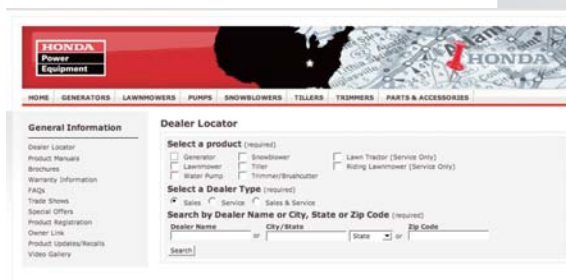 HONDA
Power
Equipment
HONDA
HOME GENERATORS LAWNMOWERS PUMPS SNOWBLOWERS TILLERS TRIMMERS PARTS & ACCESSORIES
General Information
Dealer Locator
Product Manuals
Brochures
Warranty Information
FAQs
Trade Shows
Special Offers
Product Registration
Owner Link
Product Updates/Recalls
Video Gallery
Dealer Locator
Select a product (required)
Generator Snowblower Lawn Tractor (Service Only)
Lawnmower Tiller Riding Lawnmower (Service Only)
Water Pump Trimmer/Brushcutter
Select a Dealer Type (required)
Sales Service Sales & Service
Search by Dealer Name or City, State or Zip Code (required)
Dealer Name City/State Zip Code
or State or
Search